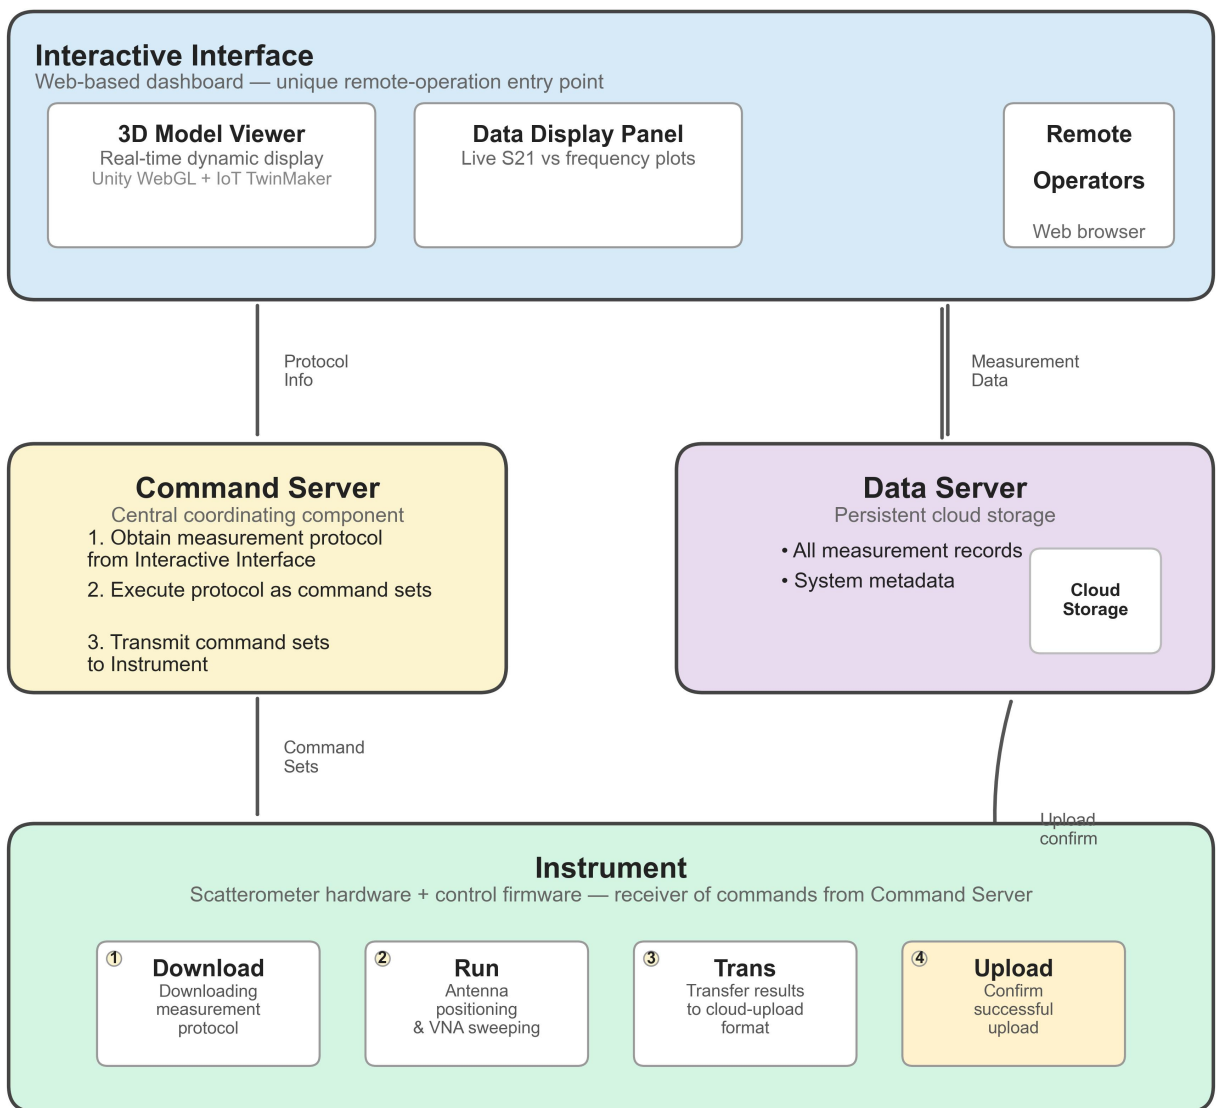 Interactive Interface
Web-based dashboard — unique remote-operation entry point
3D Model Viewer
Real-time dynamic display
Unity WebGL + IoT TwinMaker
Data Display Panel
Live S21 vs frequency plots
Remote
Operators
Web browser
Protocol
Info
Measurement
Data
Command Server
Central coordinating component
1. Obtain measurement protocol
from Interactive Interface
2. Execute protocol as command sets
3. Transmit command sets
to Instrument
Data Server
Persistent cloud storage
• All measurement records
• System metadata
Cloud
Storage
Command
Sets
Upload
confirm
Instrument
Scatterometer hardware + control firmware — receiver of commands from Command Server
1
Download
Downloading
measurement
protocol
2
Run
Antenna
positioning
& VNA sweeping
3
Trans
Transfer results
to cloud-upload
format
4
Upload
Confirm
successful
upload